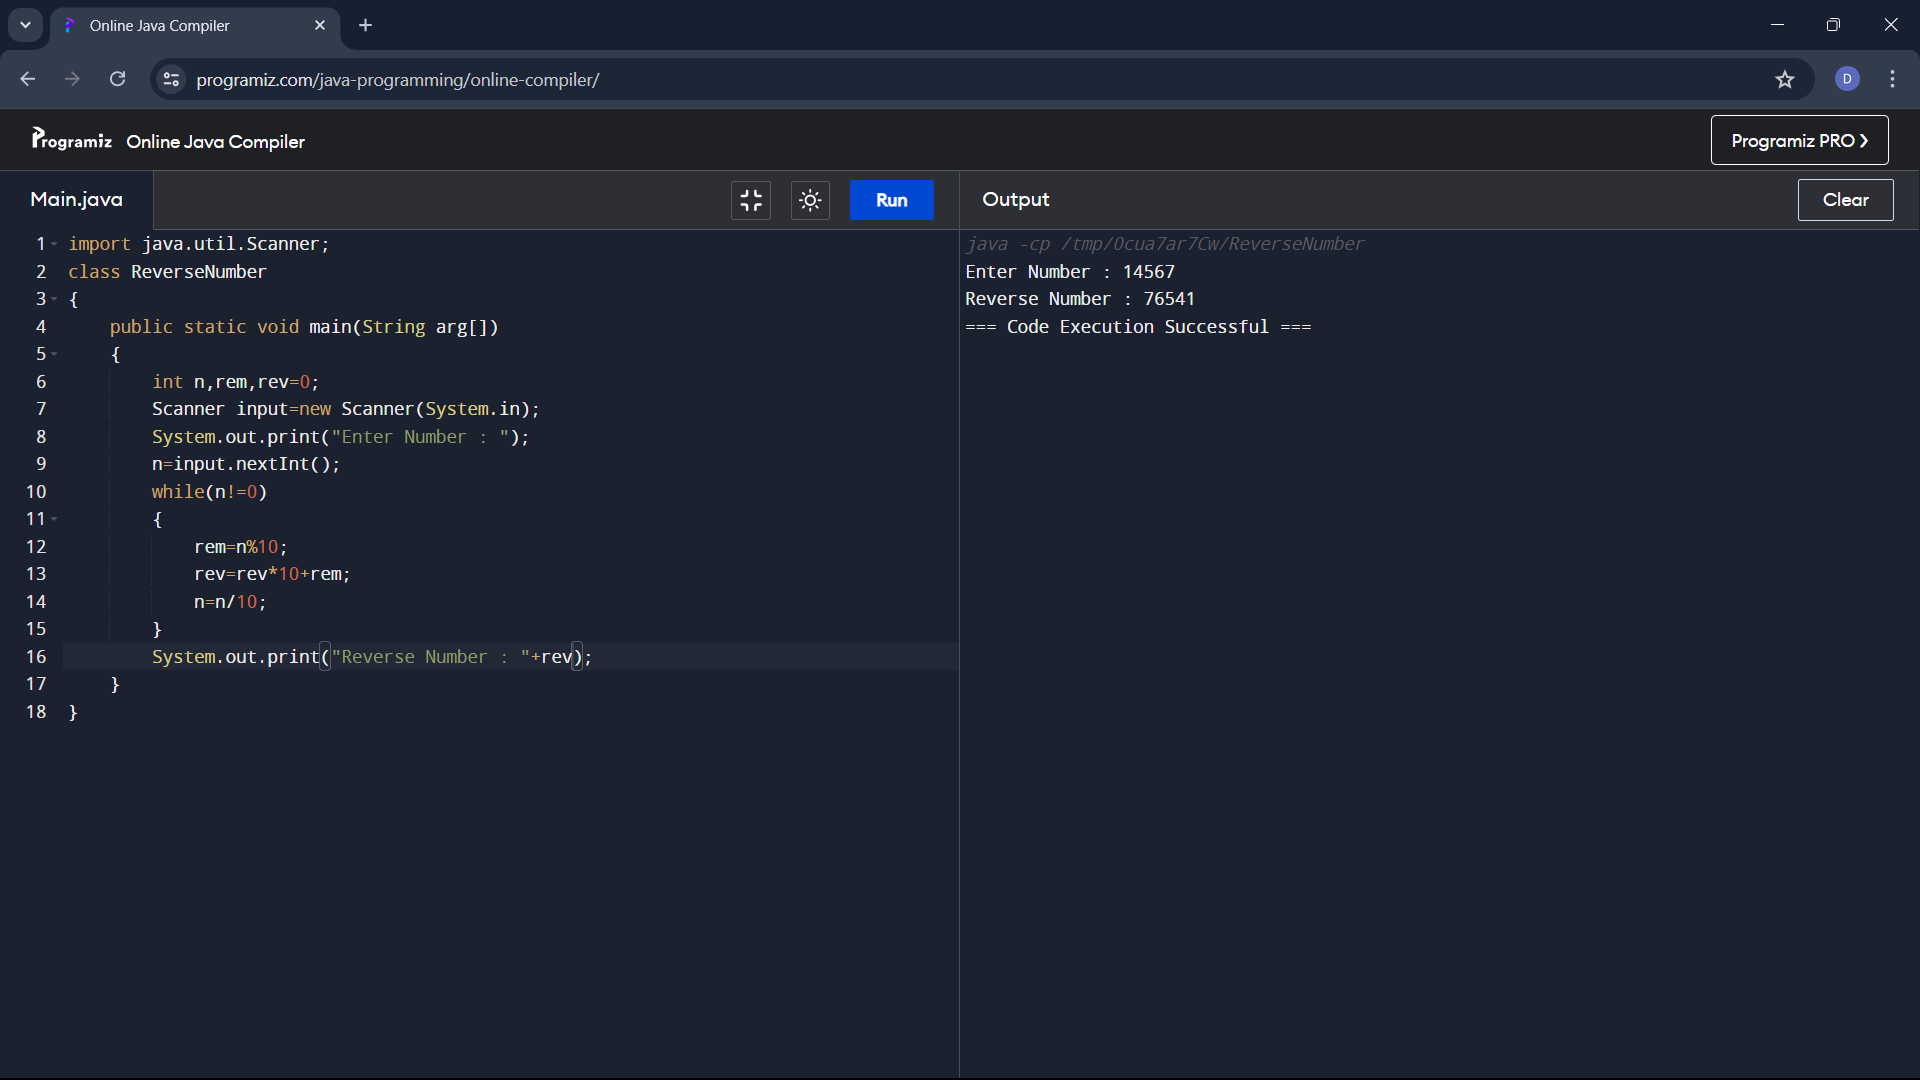 Online Java Compiler
programiz.com/java-programming/online-compiler/
D
Programiz Online Java Compiler
Programiz PRO
Main.java
Run
Output
Clear
1 import java.util.Scanner;
2 class ReverseNumber
3 {
4     public static void main(String arg[])
5     {
6         int n,rem,rev=0;
7         Scanner input=new Scanner(System.in);
8         System.out.print("Enter Number : ");
9         n=input.nextInt();
10         while(n!=0)
11         {
12             rem=n%10;
13             rev=rev*10+rem;
14             n=n/10;
15         }
16         System.out.print("Reverse Number : "+rev);
17     }
18 }
java -cp /tmp/Ocua7ar7Cw/ReverseNumber
Enter Number : 14567
Reverse Number : 76541
=== Code Execution Successful ===